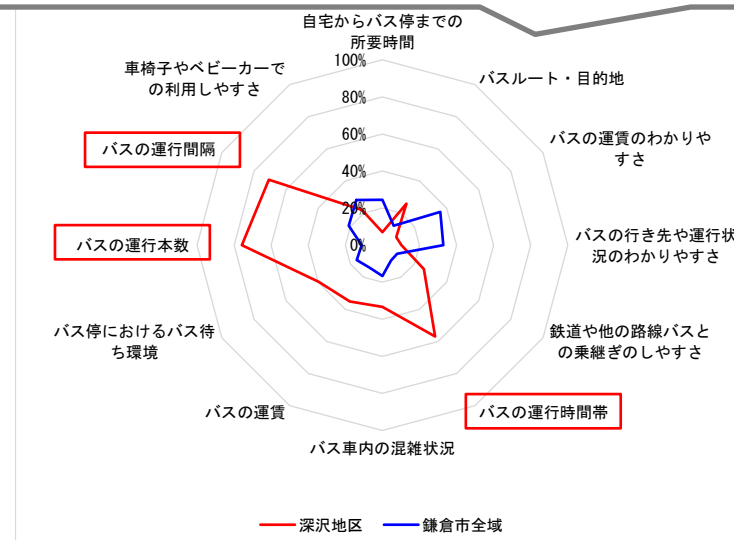 自宅からバス停までの
所要時間
バスルート・目的地
バスの運賃のわかりや
すさ
バスの行き先や運行状
況のわかりやすさ
鉄道や他の路線バスと
の乗継ぎのしやすさ
バスの運行時間帯
バス車内の混雑状況
バスの運賃
バス停におけるバス待
ち環境
バスの運行本数
バスの運行間隔
車椅子やベビーカーで
の利用しやすさ
100%
80%
60%
40%
20%
0%
深沢地区
鎌倉市全域